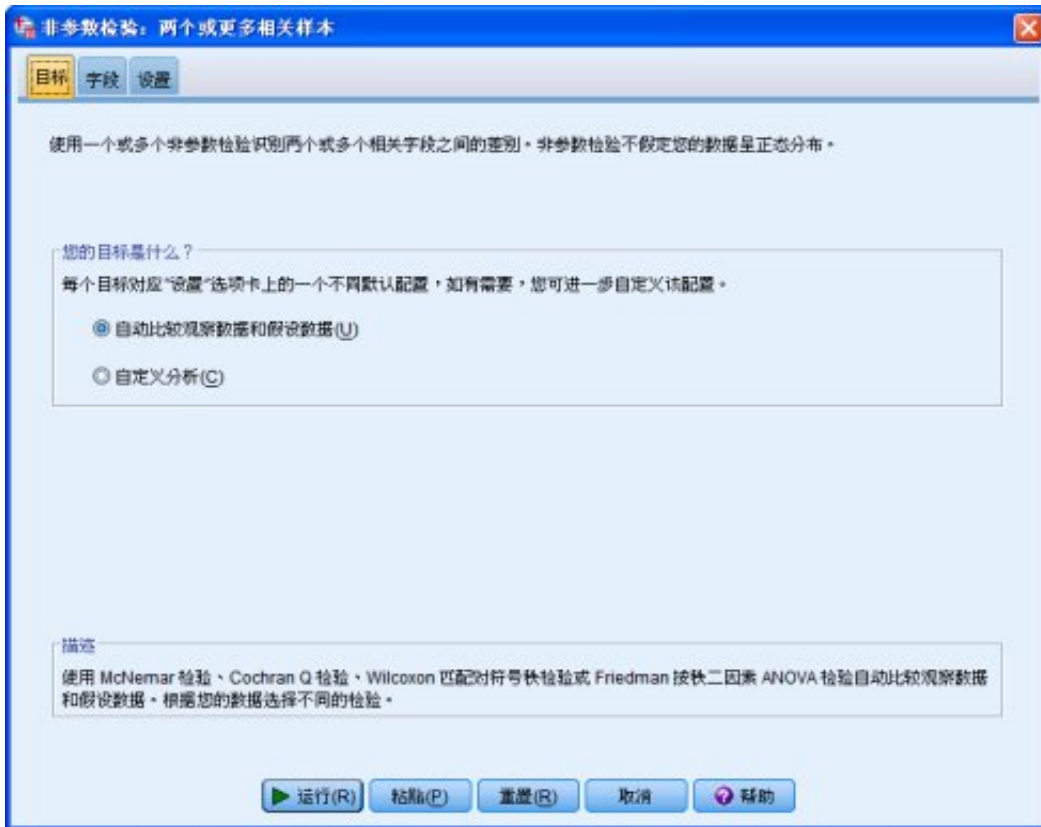 非参数检验：两个或更多相关样本
目标 字段 设置
使用一个或多个非参数检验识别两个或多个相关字段之间的差别。非参数检验不假定您的数据呈正态分布。
您的目标是什么？
每个目标对应“设置”选项卡上的一个不同默认配置，如有需要，您可进一步自定义该配置。
自动比较观察数据和假设数据(U)
自定义分析(C)
描述
使用 McNemar 检验、Cochran Q 检验、Wilcoxon 匹配对符号秩检验或 Friedman 按秩二因素 ANOVA 检验自动比较观察数据
和假设数据。根据您的数据选择不同的检验。
运行(R) 粘贴(P) 重置(R) 取消 帮助